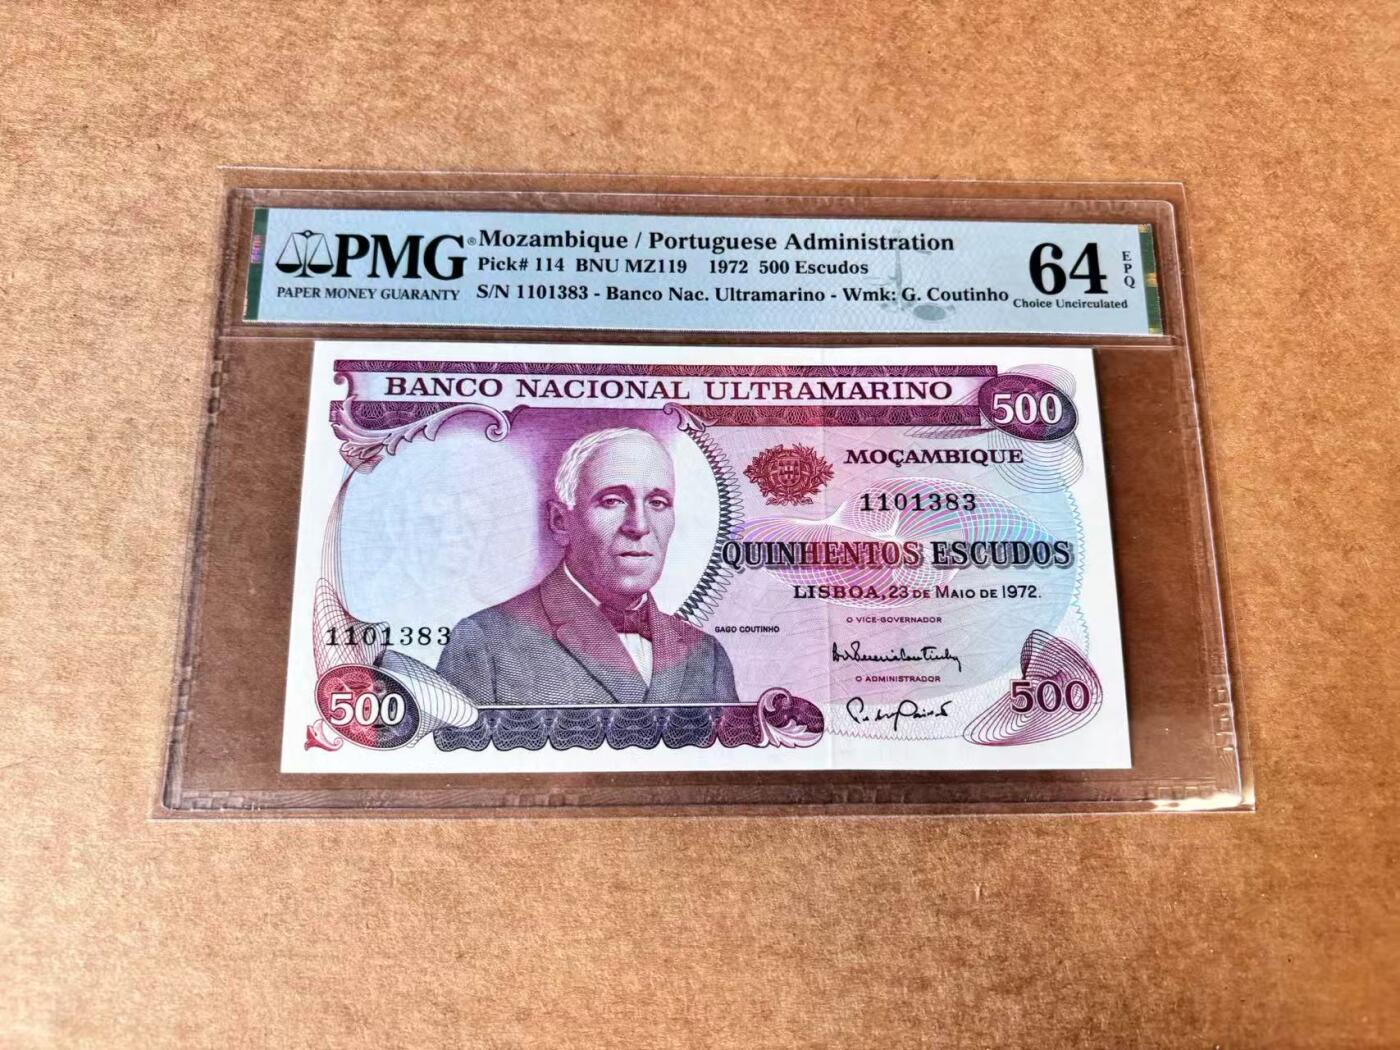 PMG®
PAPER MONEY GUARANTY
Mozambique / Portuguese Administration
Pick# 114 BNU MZ119 1972 500 Escudos
S/N 1101383 - Banco Nac. Ultramarino - Wmk: G. Coutinho
64
EPQ
Choice Uncirculated
BANCO NACIONAL ULTRAMARINO
500
MOÇAMBIQUE
1101383
QUINHENTOS ESCUDOS
LISBOA, 23 DE MAIO DE 1972.
O VICE-GOVERNADOR
GAGO COUTINHO
1101383
O ADMINISTRADOR
500
500